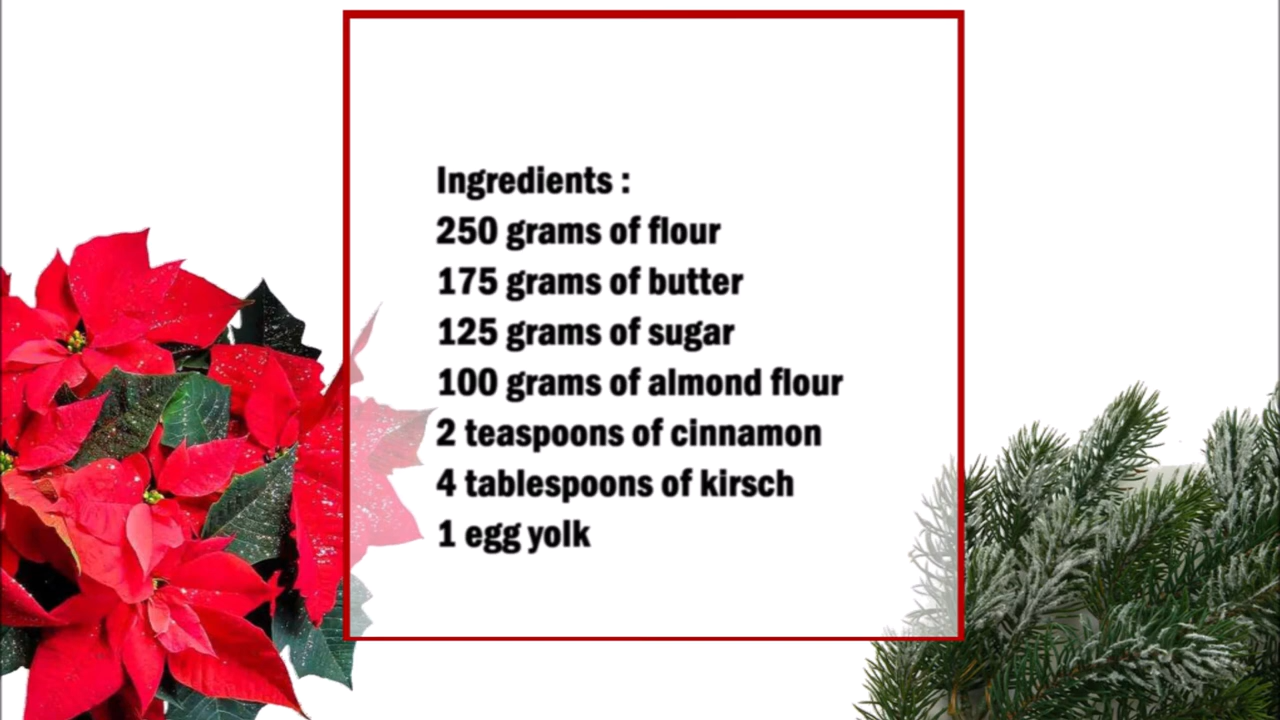 Ingredients :
250 grams of flour
175 grams of butter
125 grams of sugar
100 grams of almond flour
2 teaspoons of cinnamon
4 tablespoons of kirsch
1 egg yolk